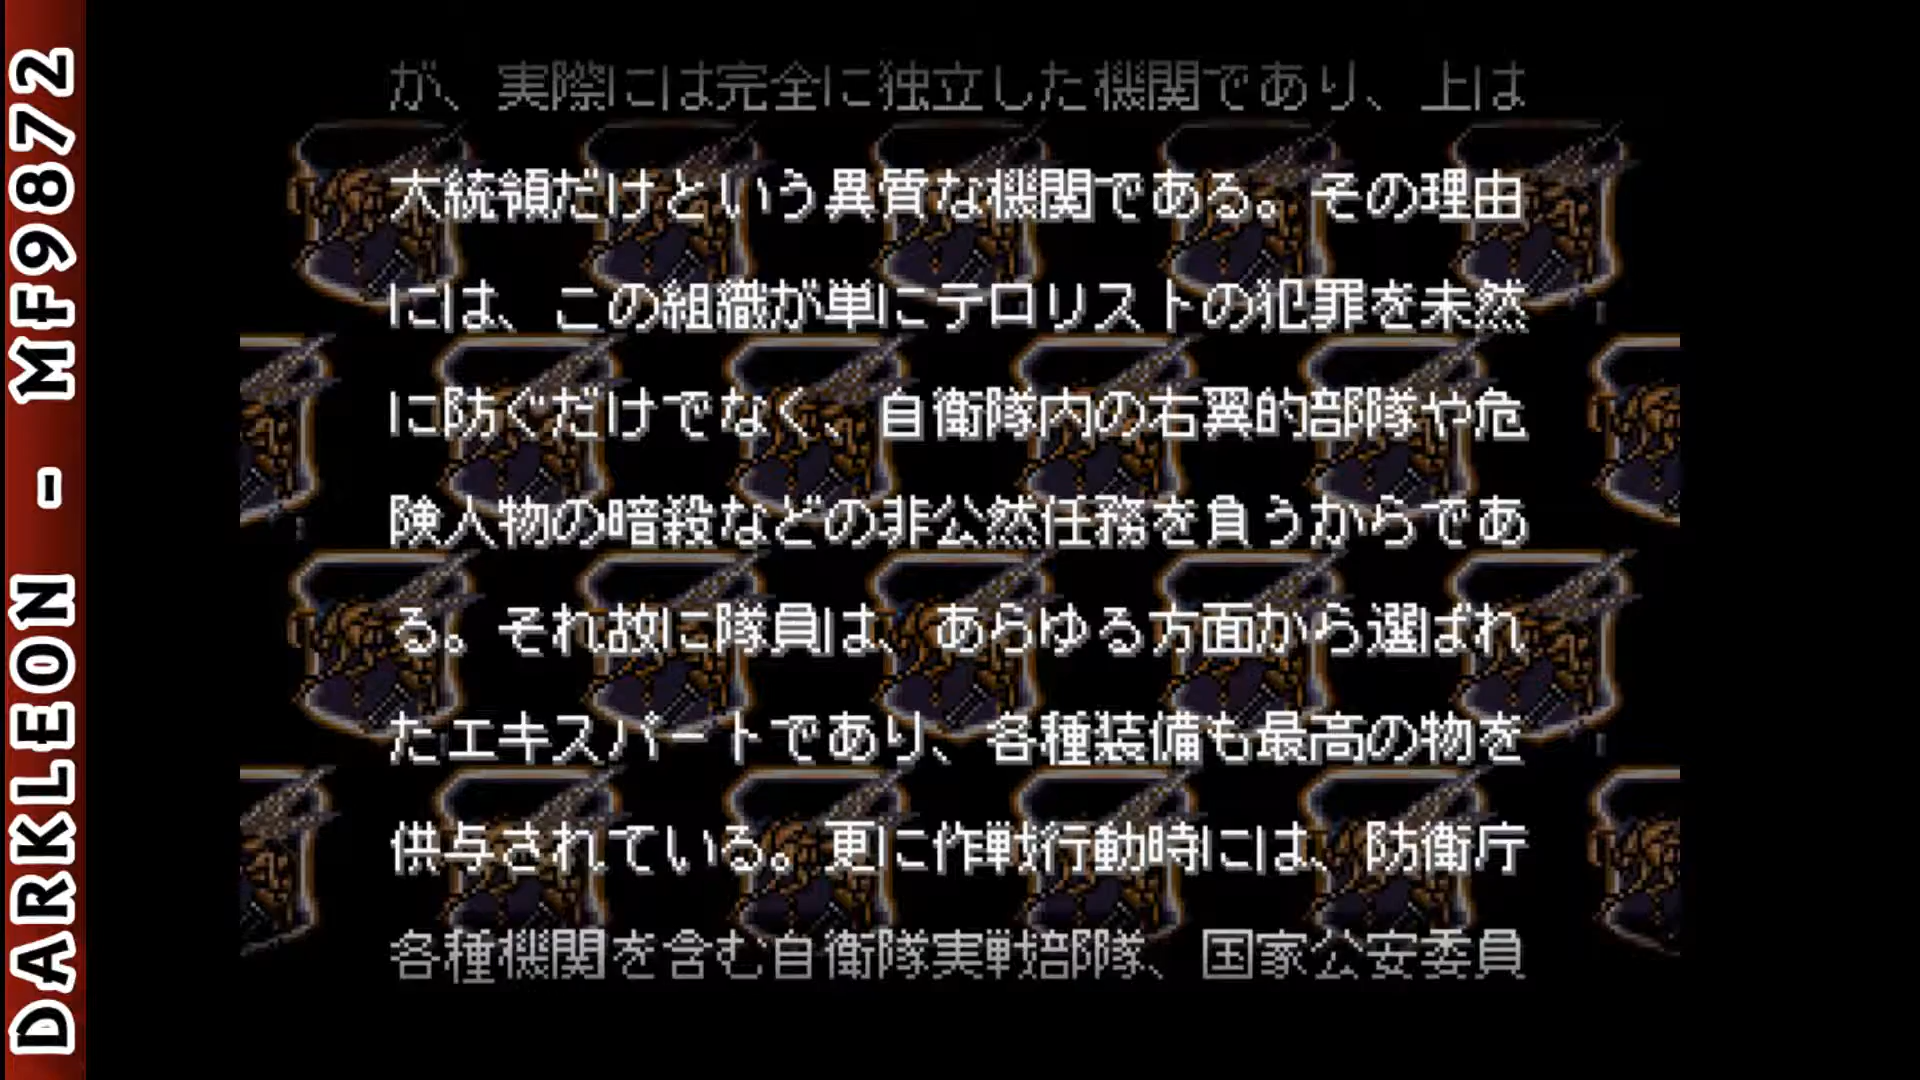 が、実際には完全に独立した機関であり、上は
大統領だけという異質な機関である。その理由
には、この組織が単にテロリストの犯罪を未然
に防ぐだけでなく、自衛隊内の右翼的部隊や危
険人物の暗殺などの非公然任務を負うからであ
る。それ故に隊員は、あらゆる方面から選ばれ
たエキスパートであり、各種装備も最高の物を
供与されている。更に作戦行動時には、防衛庁
各種機関を含む自衛隊実戦部隊、国家公安委員
DARKLEON - MF9872